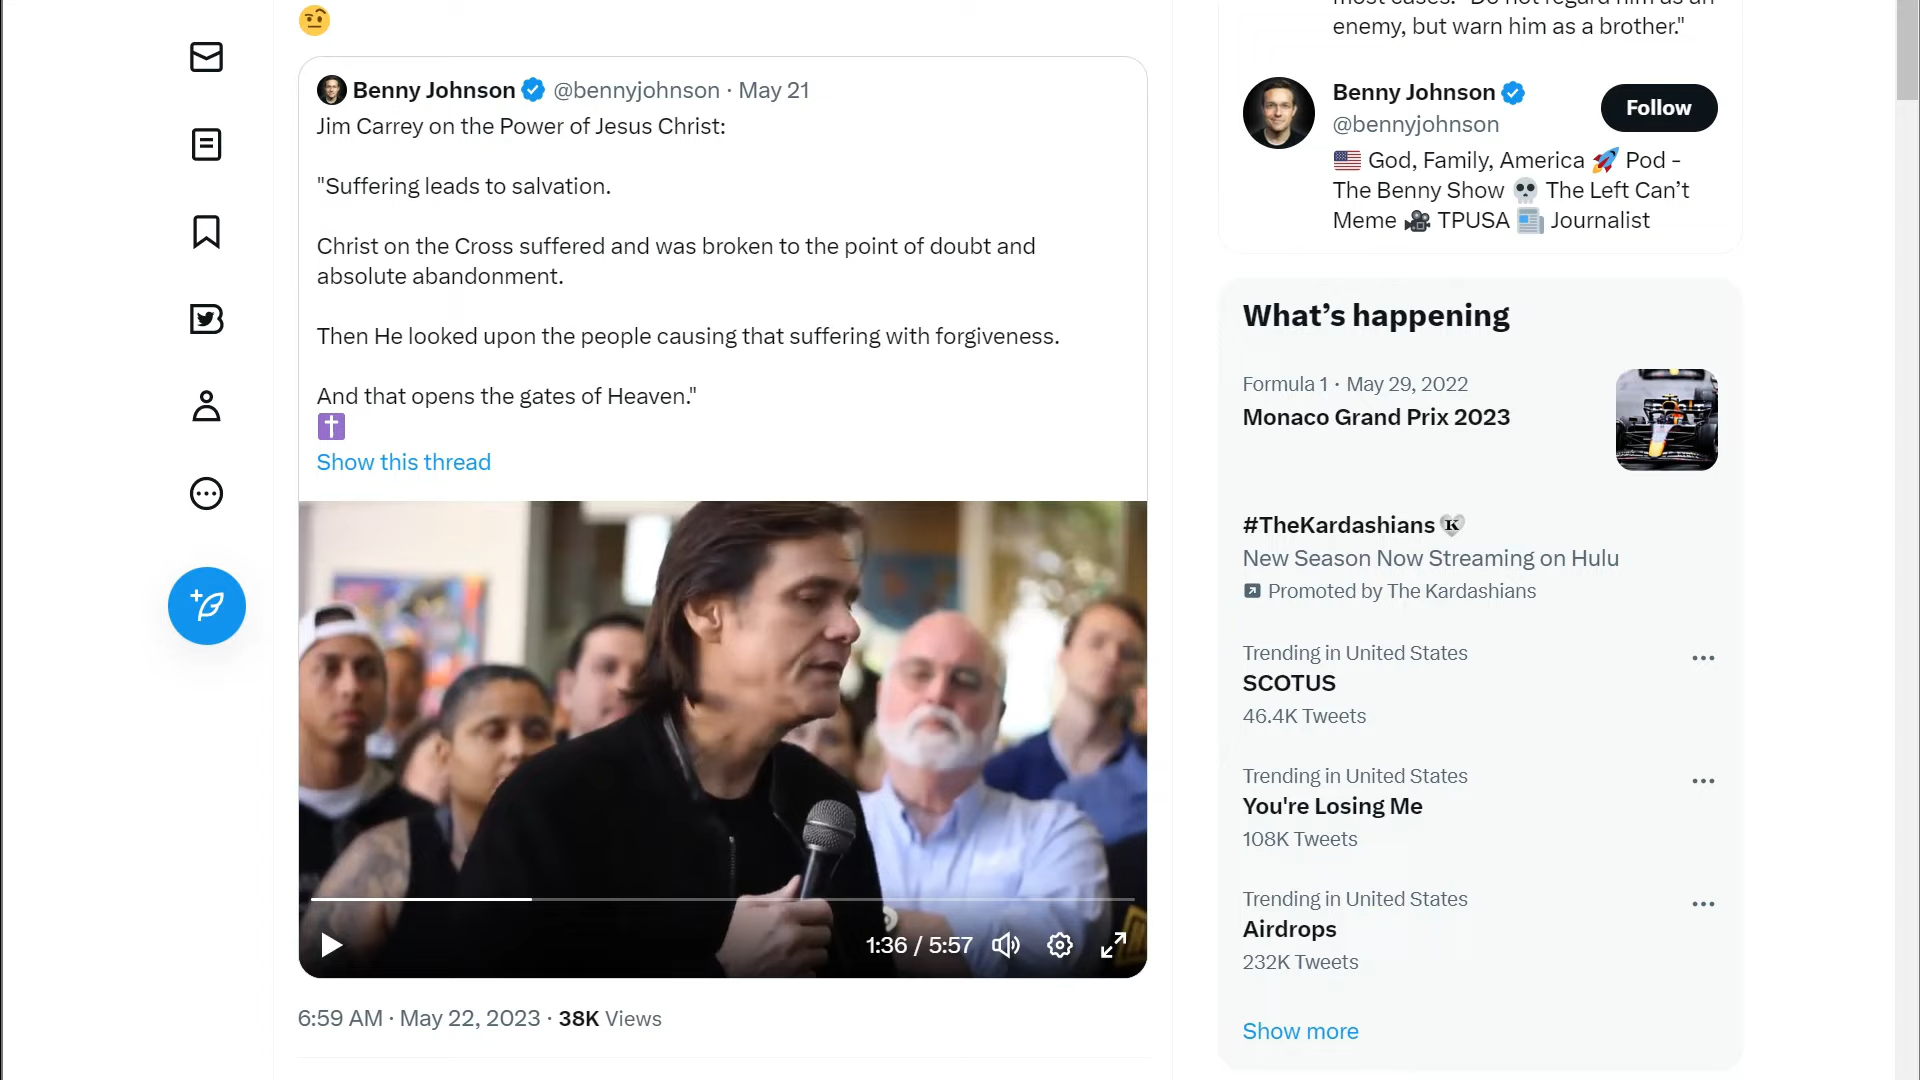 Benny Johnson @bennyjohnson · May 21
Jim Carrey on the Power of Jesus Christ:
"Suffering leads to salvation.
Christ on the Cross suffered and was broken to the point of doubt and
absolute abandonment.
Then He looked upon the people causing that suffering with forgiveness.
And that opens the gates of Heaven."
Show this thread
1:36 / 5:57
6:59 AM · May 22, 2023 · 38K Views
enemy, but warn him as a brother."
Benny Johnson
@bennyjohnson
Follow
God, Family, America 🚀 Pod -
The Benny Show 💀 The Left Can’t
Meme 🎥 TPUSA 📰 Journalist
What’s happening
Formula 1 · May 29, 2022
Monaco Grand Prix 2023
#TheKardashians K
New Season Now Streaming on Hulu
Promoted by The Kardashians
Trending in United States
SCOTUS
46.4K Tweets
Trending in United States
You're Losing Me
108K Tweets
Trending in United States
Airdrops
232K Tweets
Show more